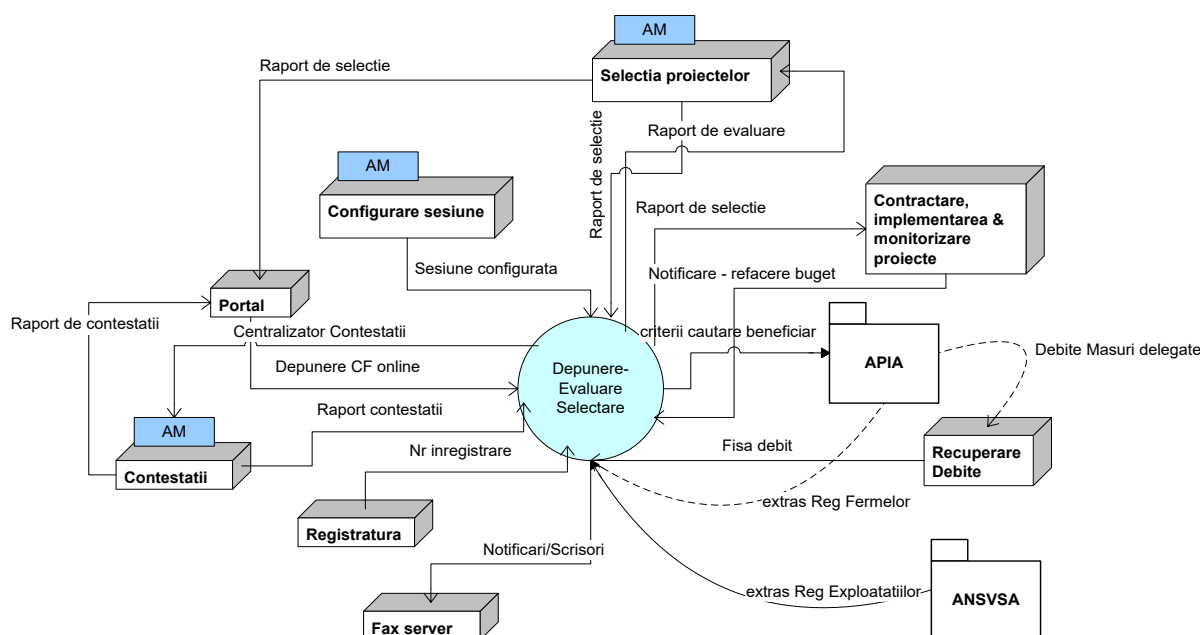 AM
Raport de selectie
Selectia proiectelor
Raport de evaluare
Raport de selectie
AM
Configurare sesiune
Raport de selectie
Contractare,
implementarea &
monitorizare
proiecte
Sesiune configurata
Notificare - refacere buget
Portal
Raport de contestatii
Centralizator Contestatii
criterii cautare beneficiar
Depunere CF online
Depunere-
Evaluare
Selectare
APIA
Debite Masuri delegate
Raport contestatii
AM
Contestatii
Nr inregistrare
Fisa debit
Recuperare
Debite
extras Reg Fermelor
Registratura
Notificari/Scrisori
extras Reg Exploatatiilor
ANSVSA
Fax server